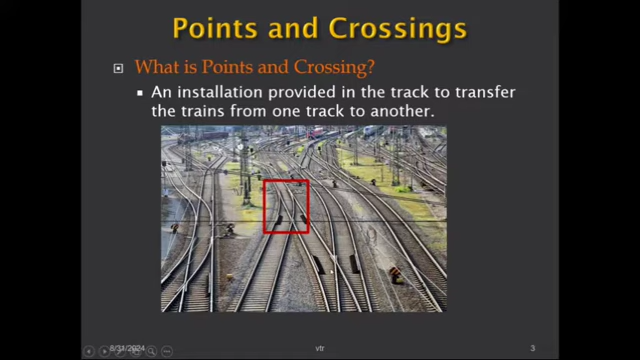 Points and Crossings
What is Points and Crossing?
An installation provided in the track to transfer
the trains from one track to another.
8/31/2024 vtr 3